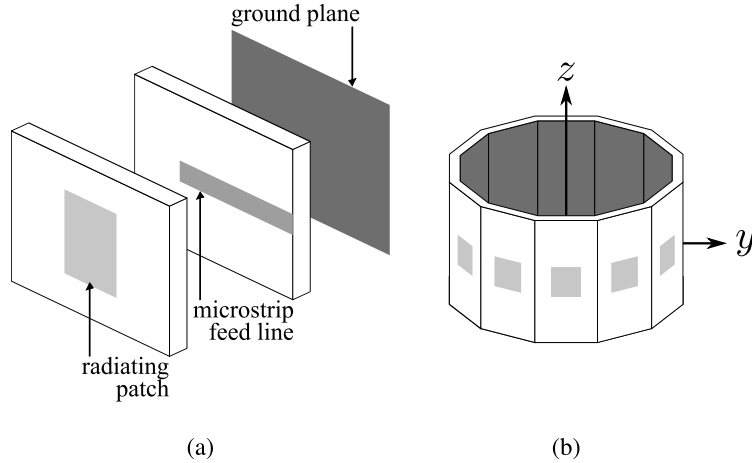 ground plane
microstrip
feed line
radiating
patch
(a)
z
y
(b)